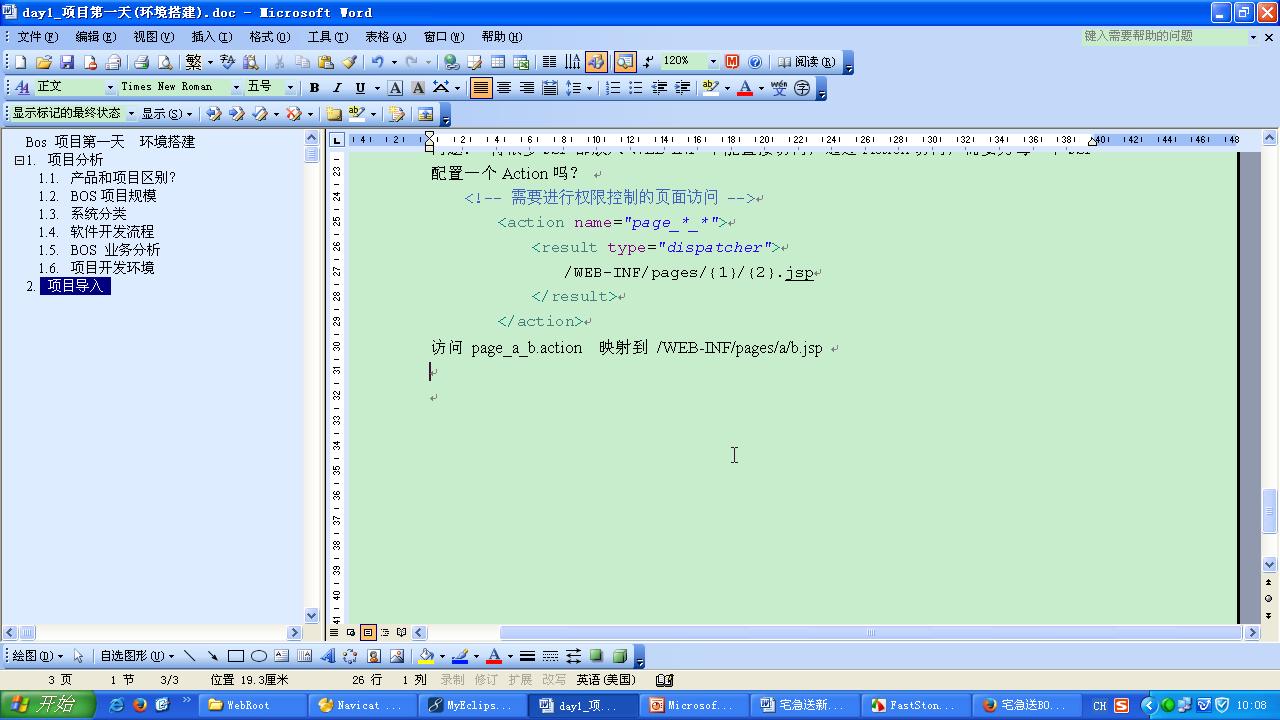 day1_项目第一天(环境搭建).doc - Microsoft Word
文件(F) 编辑(E) 视图(V) 插入(I) 格式(O) 工具(T) 表格(A) 窗口(W) 帮助(H) 键入需要帮助的问题
繁 120% 阅读(R)
正文 Times New Roman 五号 B I U A A A wén 字
显示标记的最终状态 显示(S)
Bos 项目第一天 环境搭建
1. 项目分析
1.1. 产品和项目区别?
1.2. BOS 项目规模
1.3. 系统分类
1.4. 软件开发流程
1.5. BOS 业务分析
1.6. 项目开发环境
2. 项目导入
配置一个 Action 吗?
<!-- 需要进行权限控制的页面访问 -->
<action name="page_*_*">
<result type="dispatcher">
/WEB-INF/pages/{1}/{2}.jsp
</result>
</action>
访问 page_a_b.action 映射到 /WEB-INF/pages/a/b.jsp
绘图(D) 自选图形(U)
3 页 1 节 3/3 位置 19.3厘米 26 行 1 列 录制 修订 扩展 改写 英语(美国)
开始 WebRoot Navicat ... MyEclips... day1_项... Microsof... 宅急送新... FastSton... 宅急送BO... CH 10:08